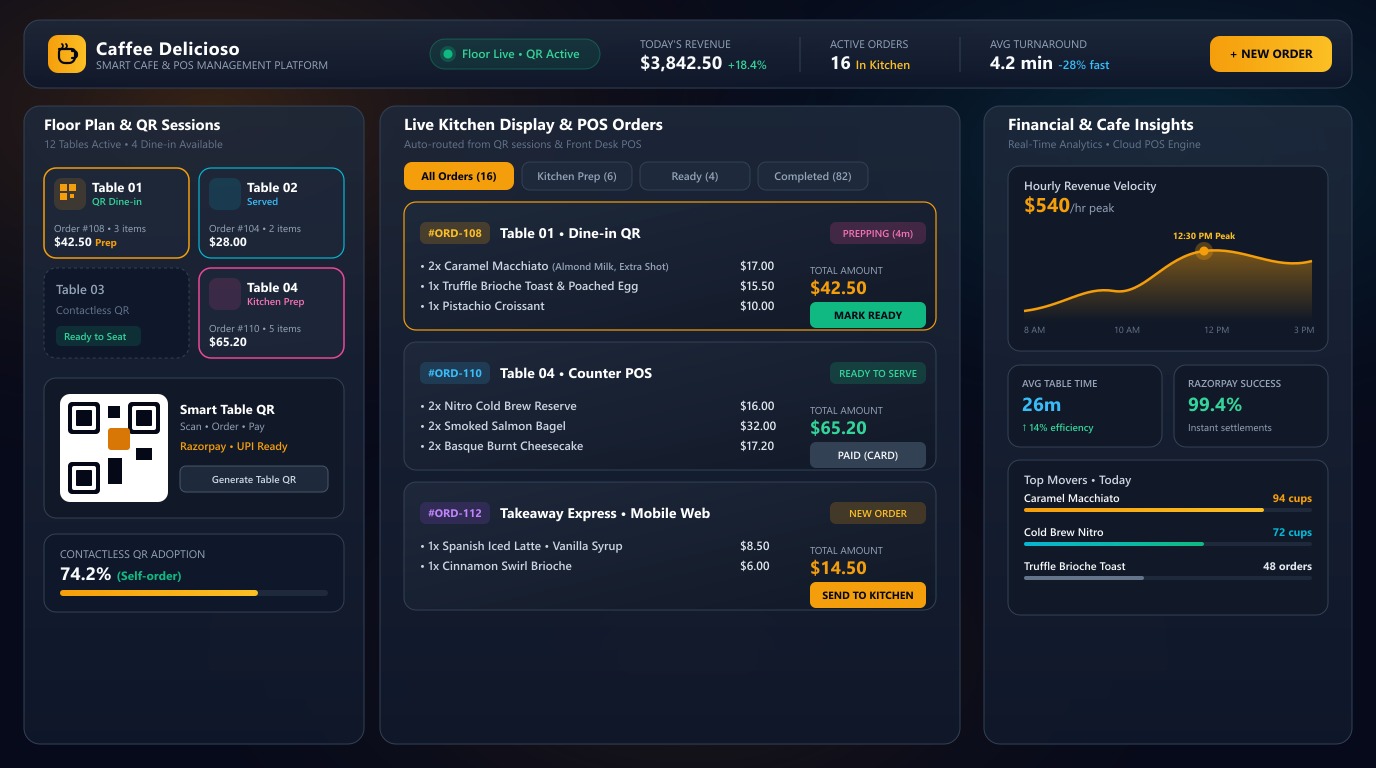 Caffee Delicioso
SMART CAFE & POS MANAGEMENT PLATFORM
Floor Live • QR Active
TODAY'S REVENUE
$3,842.50 +18.4%
ACTIVE ORDERS
16 In Kitchen
AVG TURNAROUND
4.2 min -28% fast
+ NEW ORDER
Floor Plan & QR Sessions
12 Tables Active • 4 Dine-in Available
Table 01
QR Dine-in
Order #108 • 3 items
$42.50 Prep
Table 02
Served
Order #104 • 2 items
$28.00
Table 03
Contactless QR
Ready to Seat
Table 04
Kitchen Prep
Order #110 • 5 items
$65.20
Smart Table QR
Scan • Order • Pay
Razorpay • UPI Ready
Generate Table QR
CONTACTLESS QR ADOPTION
74.2% (Self-order)
Live Kitchen Display & POS Orders
Auto-routed from QR sessions & Front Desk POS
All Orders (16)
Kitchen Prep (6)
Ready (4)
Completed (82)
#ORD-108 Table 01 • Dine-in QR PREPPING (4m)
• 2x Caramel Macchiato (Almond Milk, Extra Shot) $17.00
• 1x Truffle Brioche Toast & Poached Egg $15.50
• 1x Pistachio Croissant $10.00
TOTAL AMOUNT
$42.50
MARK READY
#ORD-110 Table 04 • Counter POS READY TO SERVE
• 2x Nitro Cold Brew Reserve $16.00
• 2x Smoked Salmon Bagel $32.00
• 2x Basque Burnt Cheesecake $17.20
TOTAL AMOUNT
$65.20
PAID (CARD)
#ORD-112 Takeaway Express • Mobile Web NEW ORDER
• 1x Spanish Iced Latte • Vanilla Syrup $8.50
• 1x Cinnamon Swirl Brioche $6.00
TOTAL AMOUNT
$14.50
SEND TO KITCHEN
Financial & Cafe Insights
Real-Time Analytics • Cloud POS Engine
Hourly Revenue Velocity
$540/hr peak
12:30 PM Peak
8 AM 10 AM 12 PM 3 PM
AVG TABLE TIME
26m
↑ 14% efficiency
RAZORPAY SUCCESS
99.4%
Instant settlements
Top Movers • Today
Caramel Macchiato 94 cups
Cold Brew Nitro 72 cups
Truffle Brioche Toast 48 orders